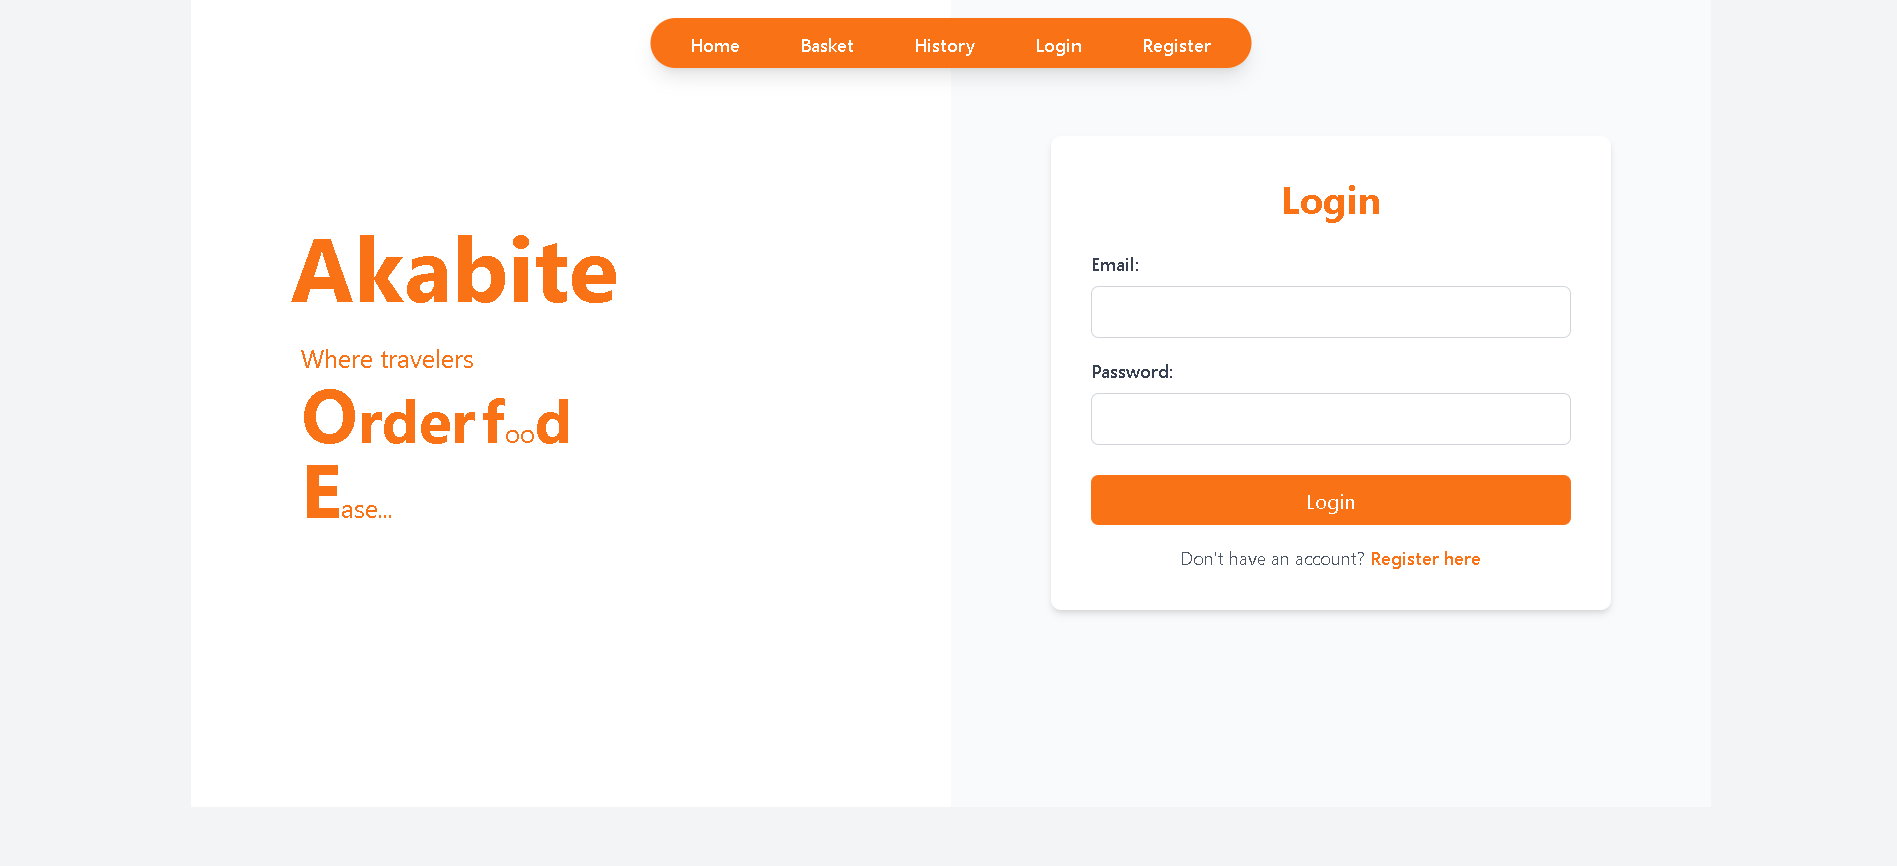 Home Basket History Login Register
Akabite
Where travelers
Order food
Ease...
Login
Email:
Password:
Login
Don't have an account? Register here